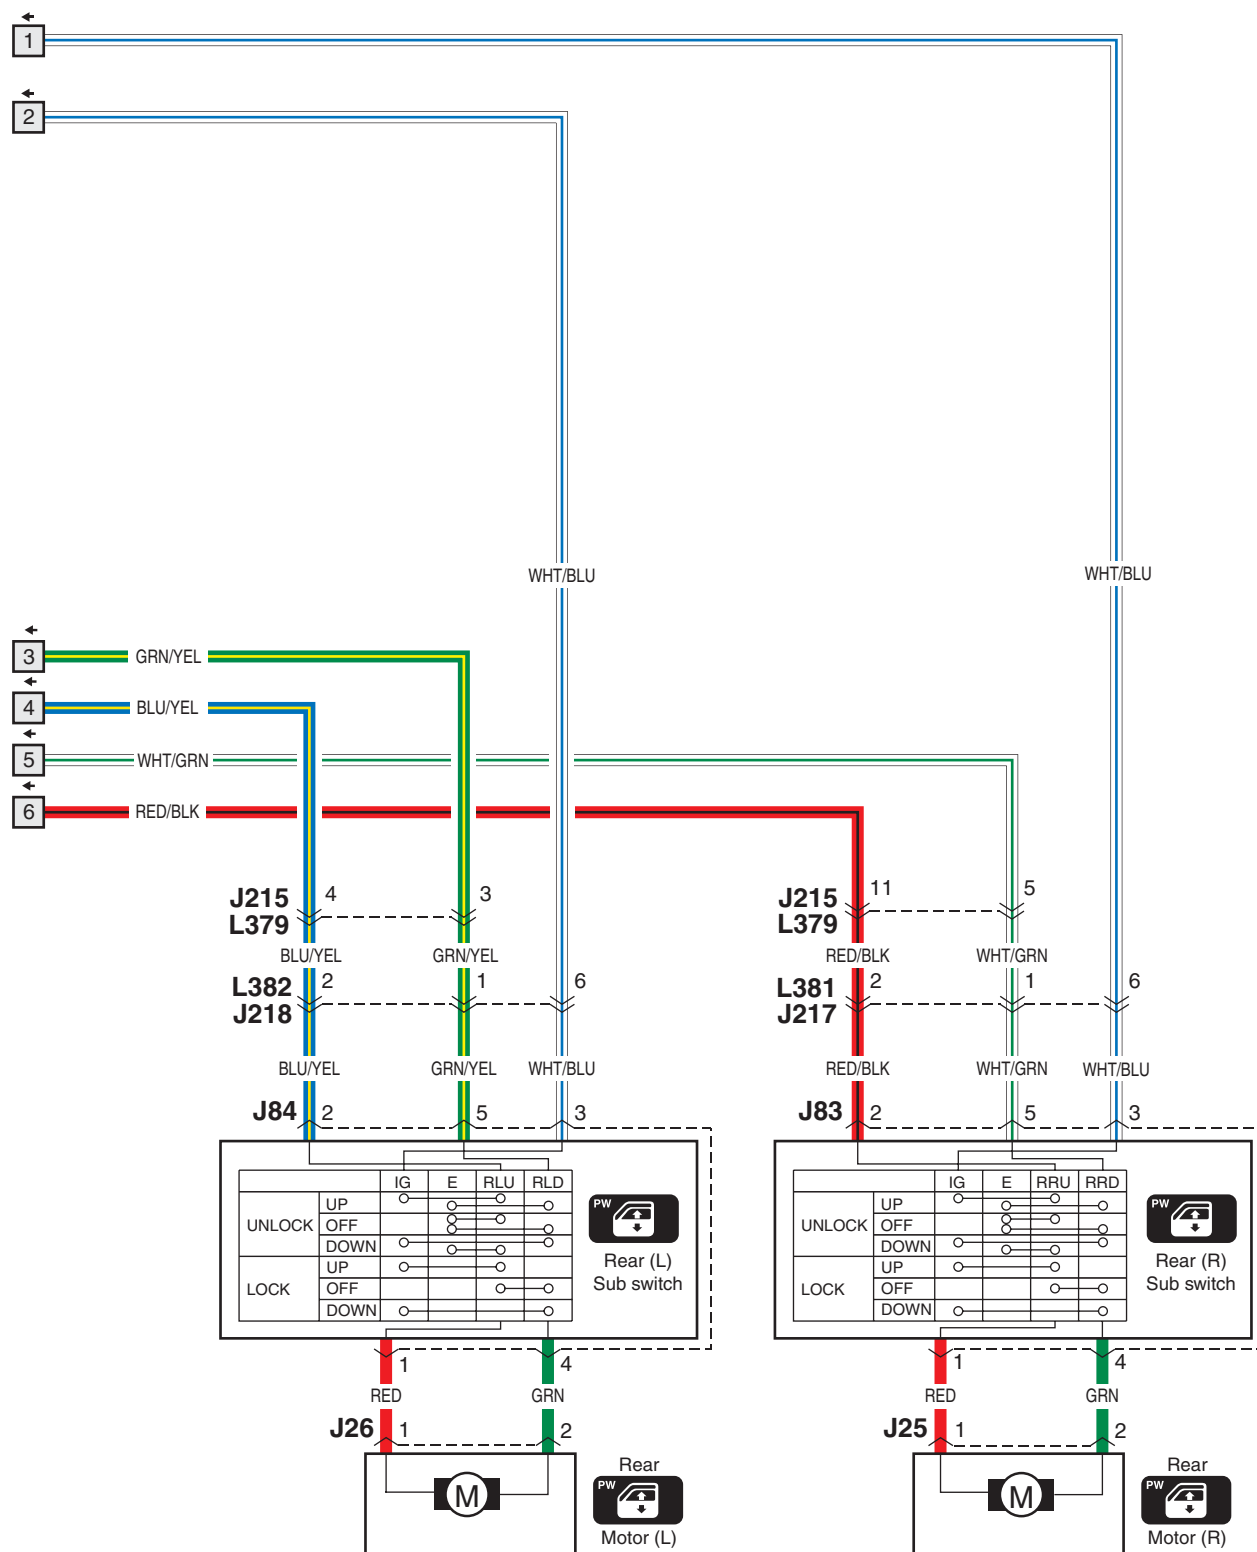 1
2
WHT/BLU WHT/BLU
3 GRN/YEL
4 BLU/YEL
5 WHT/GRN
6 RED/BLK
J215 4 3 J215 11 5
L379 L379
BLU/YEL GRN/YEL RED/BLK WHT/GRN
L382 2 1 6 L381 2 1 6
J218 J217
BLU/YEL GRN/YEL WHT/BLU RED/BLK WHT/GRN WHT/BLU
J84 2 5 3 J83 2 5 3
IG E RLU RLD IG E RRU RRD
UP UP
UNLOCK OFF UNLOCK OFF
DOWN DOWN
UP UP
LOCK OFF LOCK OFF
DOWN DOWN
PW PW
Rear (L) Rear (R)
Sub switch Sub switch
1 4 1 4
RED GRN RED GRN
J26 1 2 J25 1 2
Rear Rear
M PW M PW
Motor (L) Motor (R)